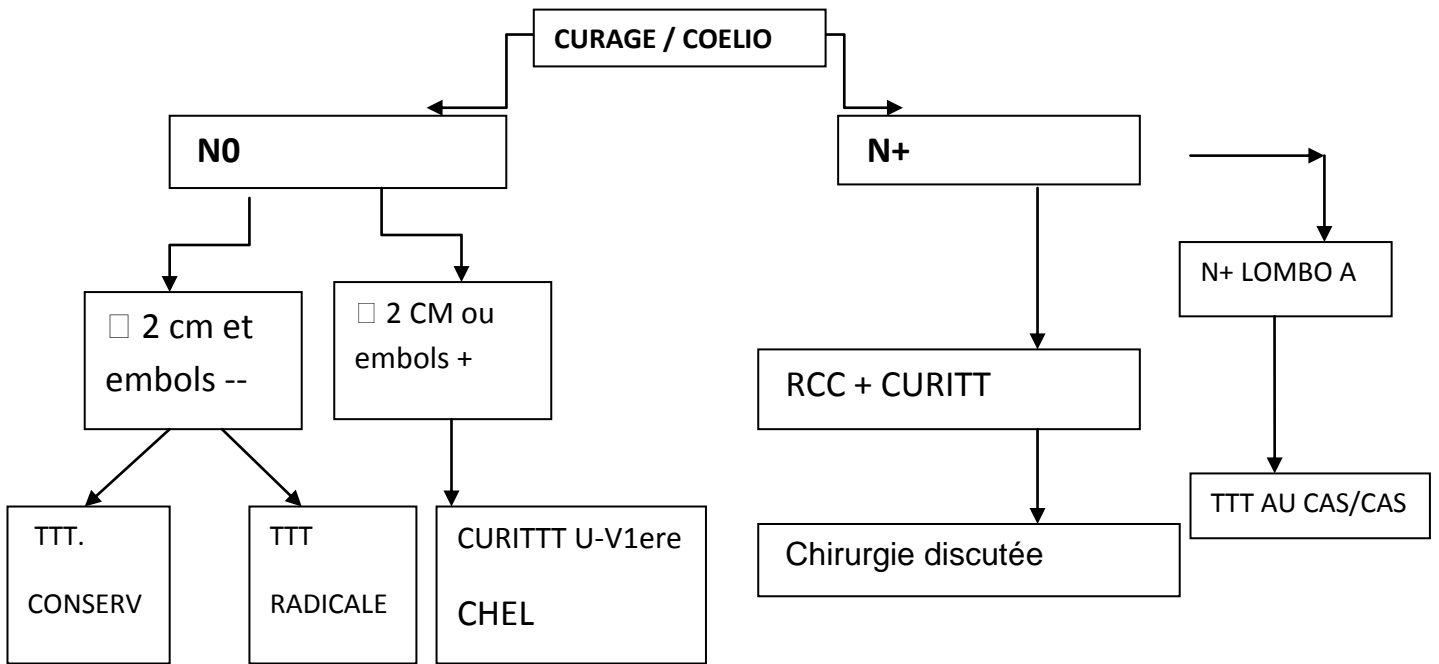 CURAGE / COELIO
N0
N+
N+ LOMBO A
□ 2 cm et
embols --
□ 2 CM ou
embols +
RCC + CURITT
TTT AU CAS/CAS
TTT.
CONSERV
TTT
RADICALE
CURITTT U-V1ere
CHEL
Chirurgie discutée